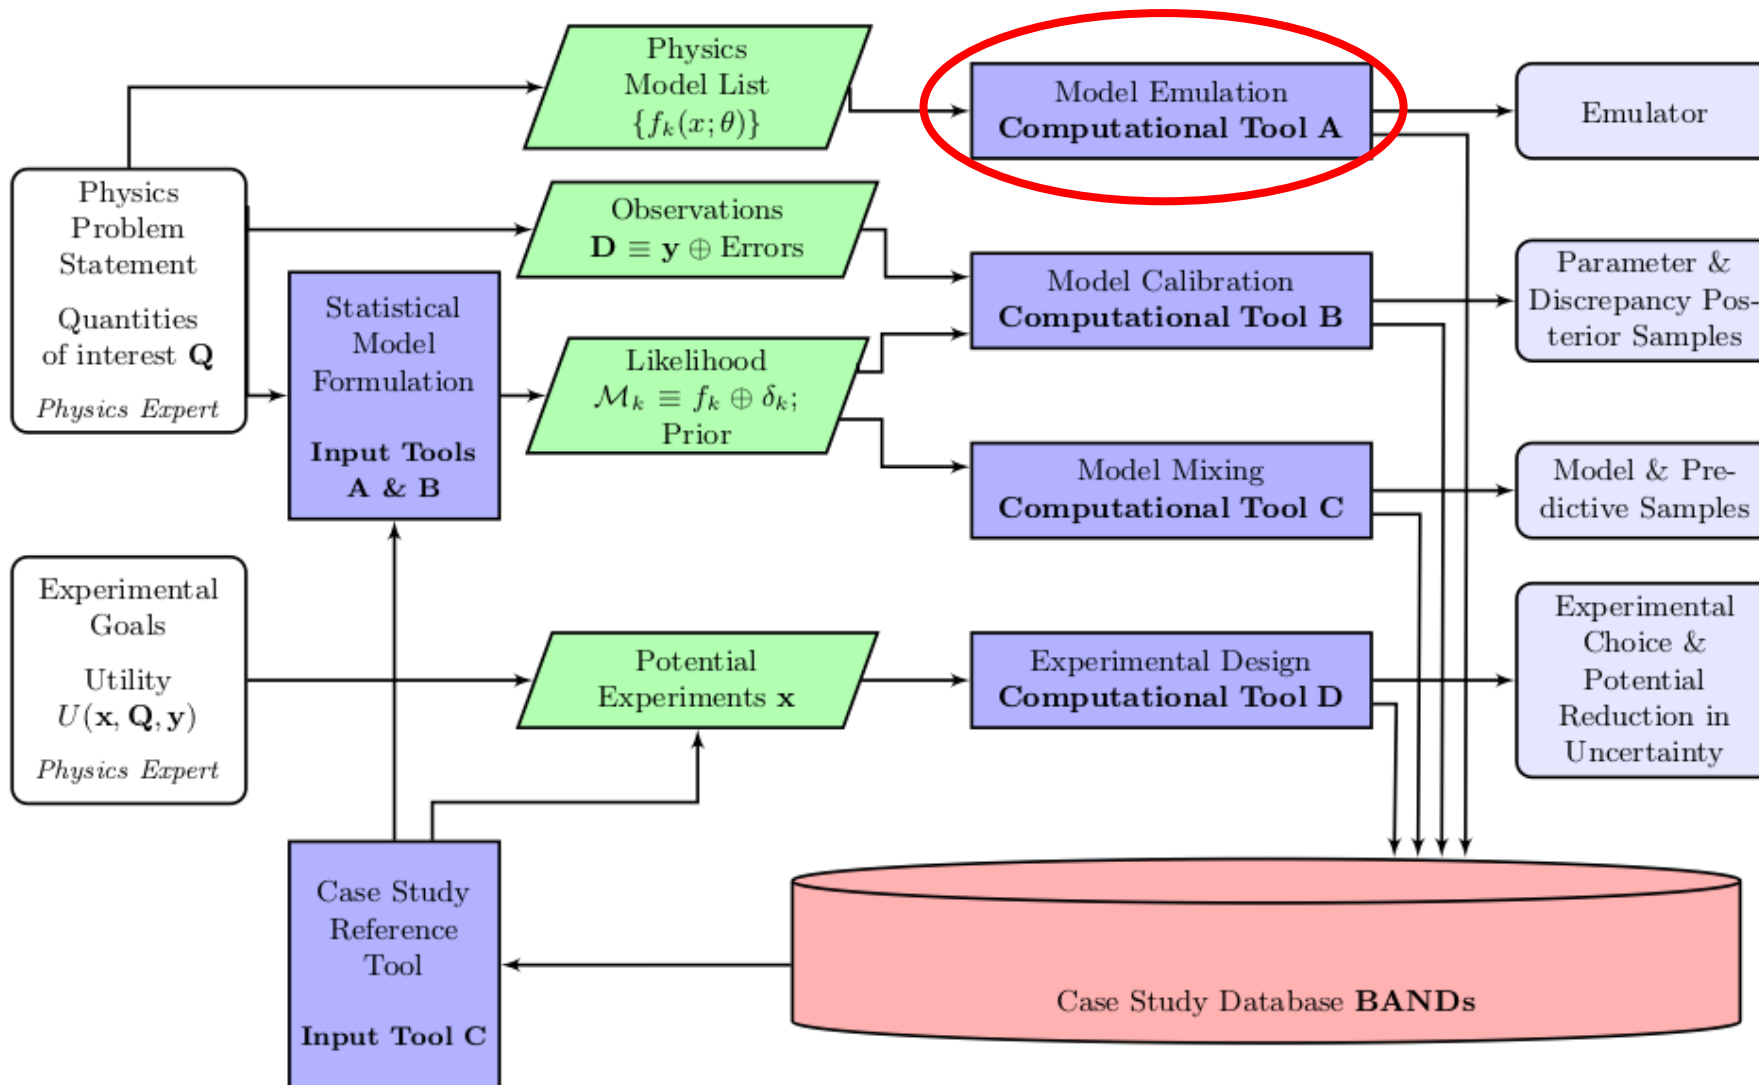 Physics
Model List
{f_k(x; θ)}
Model Emulation
Computational Tool A
Emulator
Physics
Problem
Statement
Quantities
of interest Q
Physics Expert
Observations
D ≡ y ⊕ Errors
Statistical
Model
Formulation
Input Tools
A & B
Model Calibration
Computational Tool B
Parameter &
Discrepancy Pos-
terior Samples
Likelihood
M_k ≡ f_k ⊕ δ_k;
Prior
Model Mixing
Computational Tool C
Model & Pre-
dictive Samples
Experimental
Goals
Utility
U(x, Q, y)
Physics Expert
Potential
Experiments x
Experimental Design
Computational Tool D
Experimental
Choice &
Potential
Reduction in
Uncertainty
Case Study
Reference
Tool
Input Tool C
Case Study Database BANDs